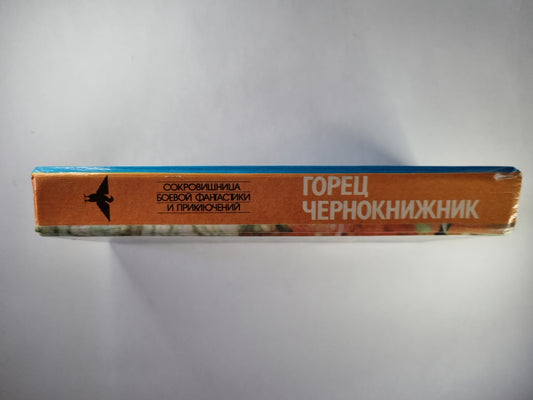 СОКРОВИЩНИЦА
БОЕВОЙ ФАНТАСТИКИ
И ПРИКЛЮЧЕНИЙ
ГОРЕЦ
ЧЕРНОКНИЖНИК